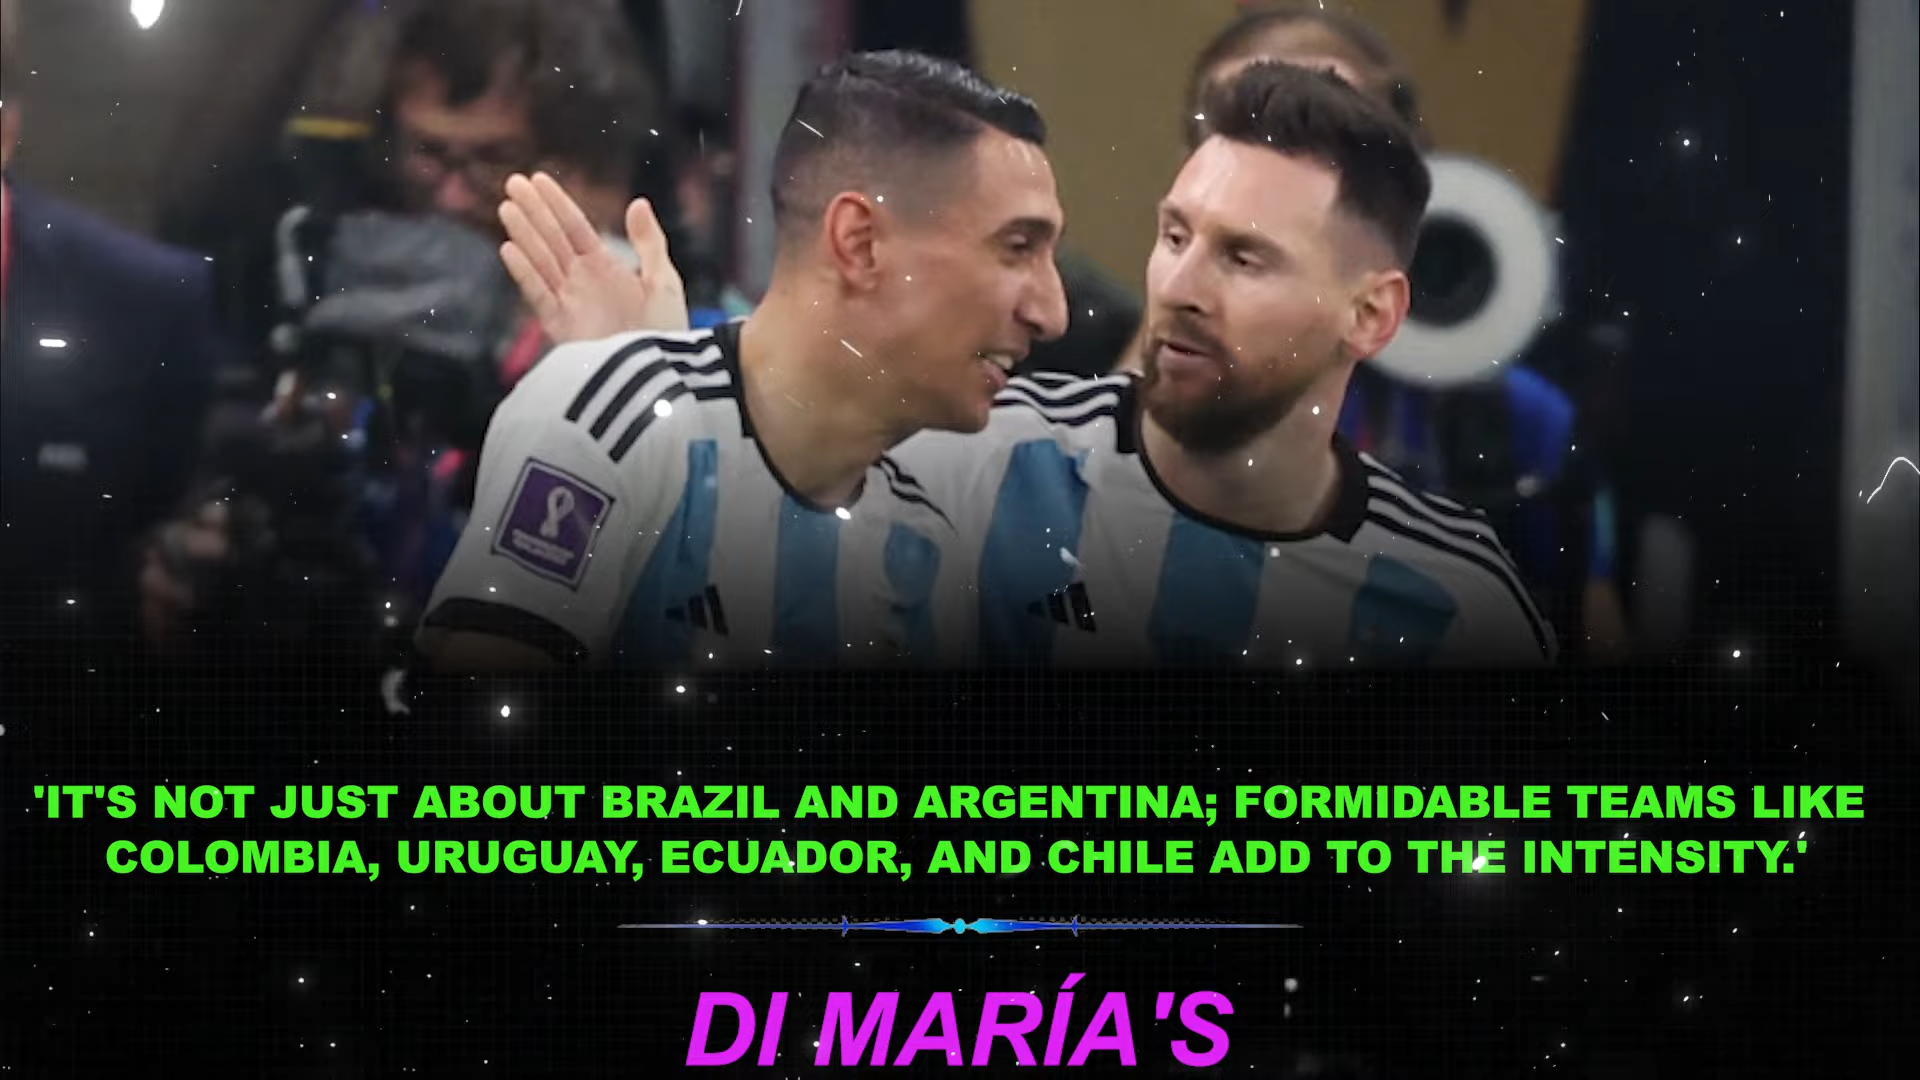 'IT'S NOT JUST ABOUT BRAZIL AND ARGENTINA; FORMIDABLE TEAMS LIKE
COLOMBIA, URUGUAY, ECUADOR, AND CHILE ADD TO THE INTENSITY.'
DI MARÍA'S